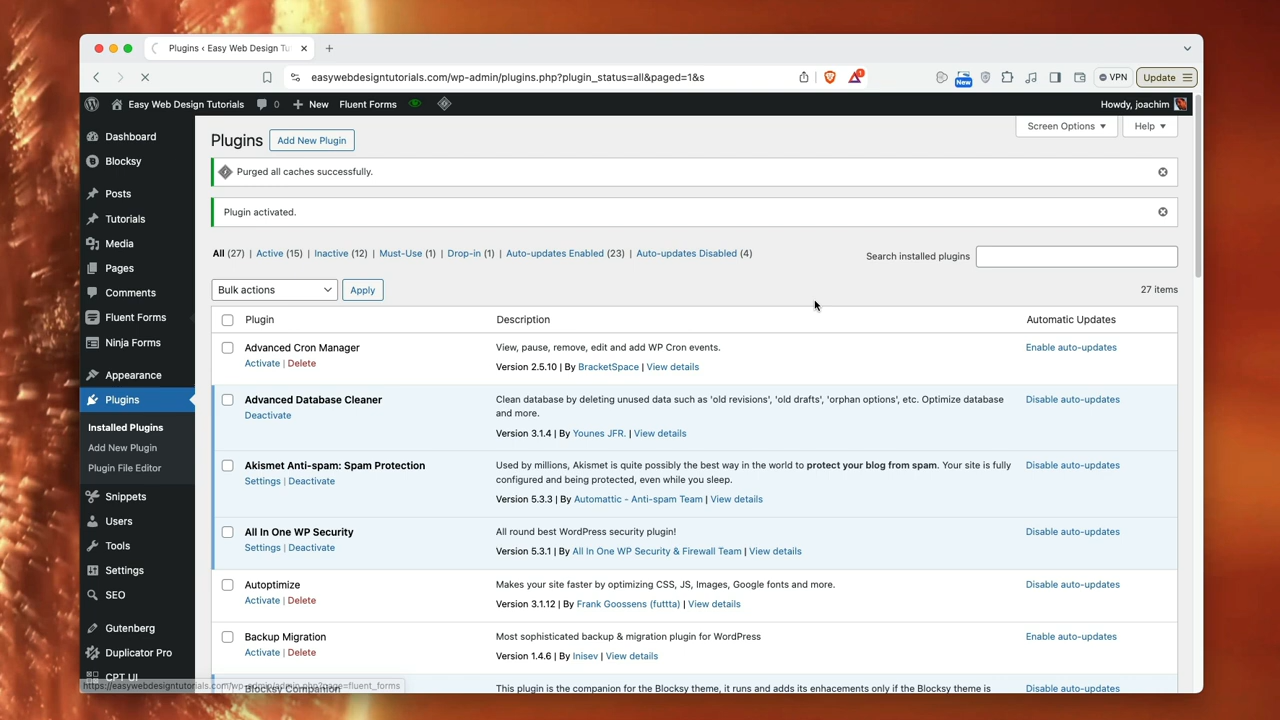 Plugins ‹ Easy Web Design Tu
easywebdesigntutorials.com/wp-admin/plugins.php?plugin_status=all&paged=1&s
1
New
VPN
Update
Easy Web Design Tutorials
0
New
Fluent Forms
Howdy, joachim
Dashboard
Blocksy
Posts
Tutorials
Media
Pages
Comments
Fluent Forms
Ninja Forms
Appearance
Plugins
Installed Plugins
Add New Plugin
Plugin File Editor
Snippets
Users
Tools
Settings
SEO
Gutenberg
Duplicator Pro
CPT UI
Screen Options
Help
Plugins
Add New Plugin
Purged all caches successfully.
Plugin activated.
All (27) | Active (15) | Inactive (12) | Must-Use (1) | Drop-in (1) | Auto-updates Enabled (23) | Auto-updates Disabled (4)
Search installed plugins
Bulk actions
Apply
27 items
Plugin Description Automatic Updates
Advanced Cron Manager
Activate | Delete
View, pause, remove, edit and add WP Cron events.
Version 2.5.10 | By BracketSpace | View details
Enable auto-updates
Advanced Database Cleaner
Deactivate
Clean database by deleting unused data such as 'old revisions', 'old drafts', 'orphan options', etc. Optimize database
and more.
Version 3.1.4 | By Younes JFR. | View details
Disable auto-updates
Akismet Anti-spam: Spam Protection
Settings | Deactivate
Used by millions, Akismet is quite possibly the best way in the world to protect your blog from spam. Your site is fully
configured and being protected, even while you sleep.
Version 5.3.3 | By Automattic - Anti-spam Team | View details
Disable auto-updates
All In One WP Security
Settings | Deactivate
All round best WordPress security plugin!
Version 5.3.1 | By All In One WP Security & Firewall Team | View details
Disable auto-updates
Autoptimize
Activate | Delete
Makes your site faster by optimizing CSS, JS, Images, Google fonts and more.
Version 3.1.12 | By Frank Goossens (futtta) | View details
Disable auto-updates
Backup Migration
Activate | Delete
Most sophisticated backup & migration plugin for WordPress
Version 1.4.6 | By Inisev | View details
Enable auto-updates
Blocksy Companion
This plugin is the companion for the Blocksy theme, it runs and adds its enhacements only if the Blocksy theme is
Disable auto-updates
https://easywebdesigntutorials.com/wp-admin/admin.php?page=fluent_forms